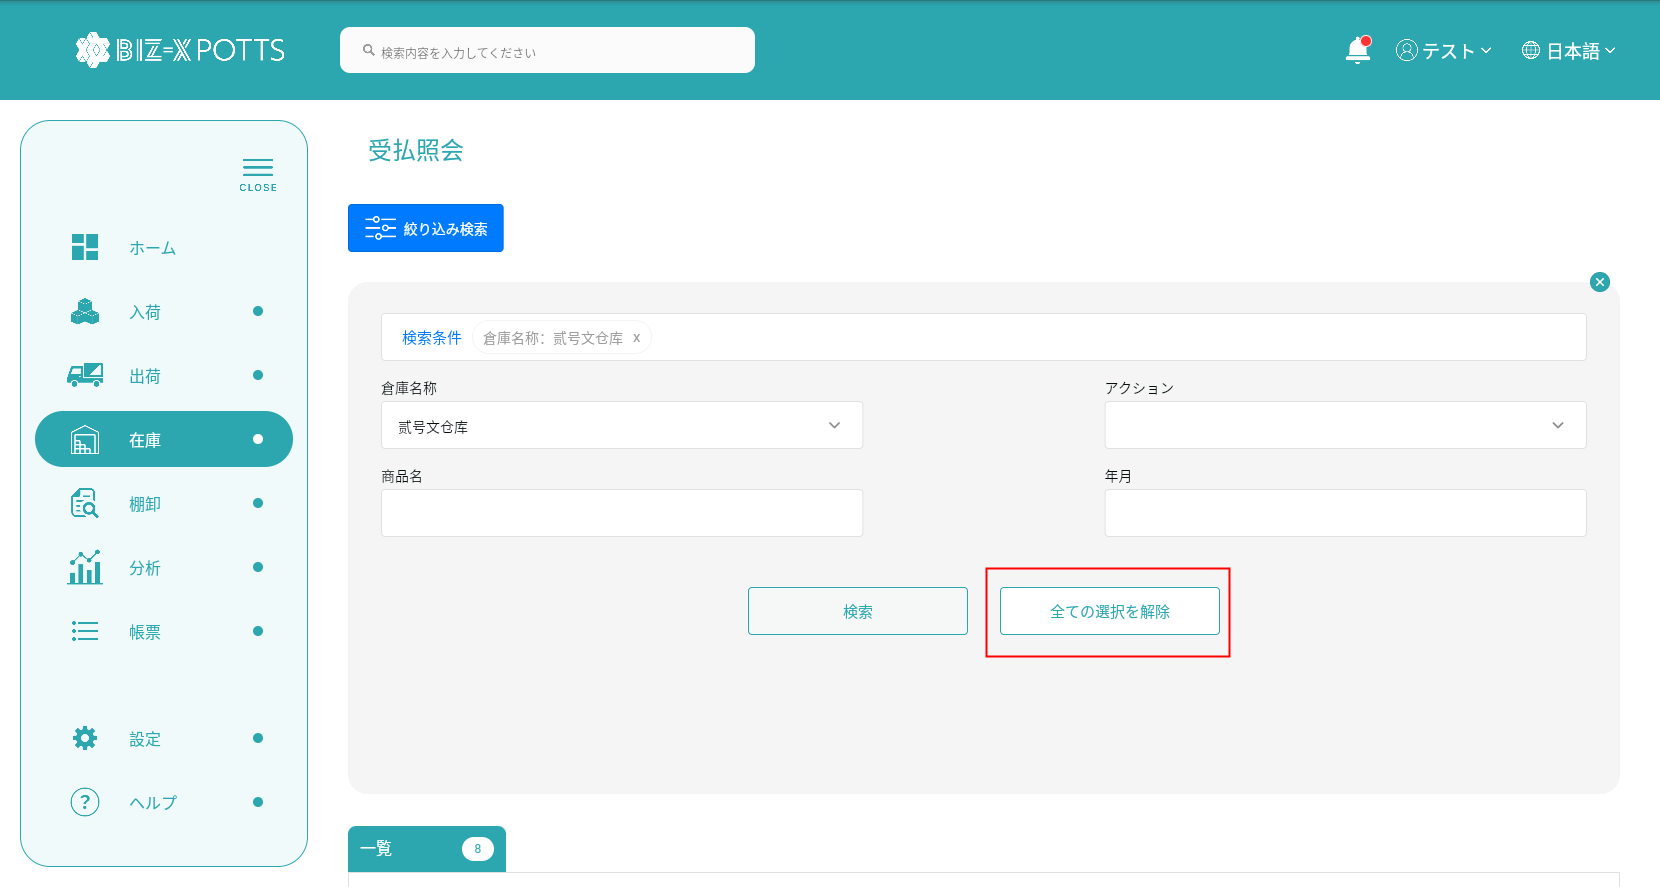 BIZ-X POTTS
検索内容を入力してください
テスト
日本語
CLOSE
ホーム
入荷
出荷
在庫
棚卸
分析
帳票
設定
?
ヘルプ
受払照会
絞り込み検索
検索条件 倉庫名称: 贰号文仓库 x
倉庫名称
贰号文仓库
アクション
商品名
年月
検索
全ての選択を解除
一覧 8